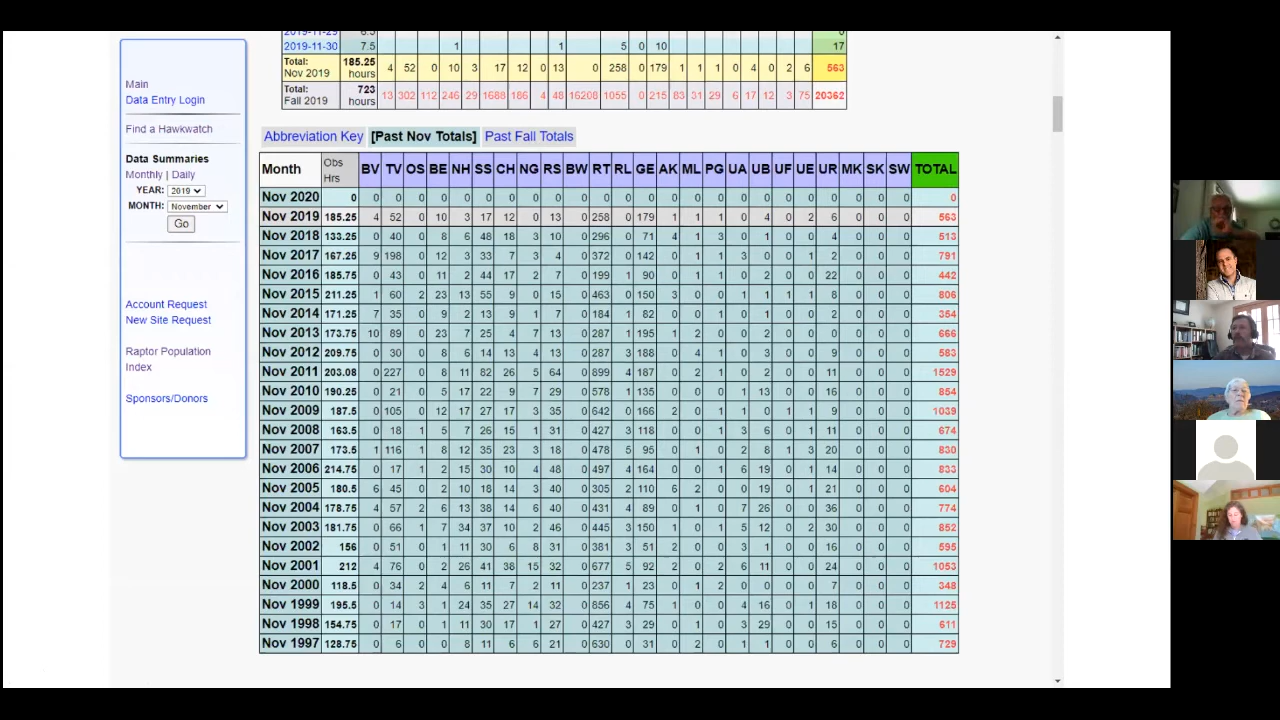 Main
Data Entry Login
Find a Hawkwatch
Data Summaries
Monthly | Daily
YEAR: 2019
MONTH: November
Go
Account Request
New Site Request
Raptor Population
Index
Sponsors/Donors
2019-11-30 7.5 1 1 5 0 10 17
Total: Nov 2019 185.25 hours 4 52 0 10 3 17 12 0 13 0 258 0 179 1 1 1 0 4 0 2 6 563
Total: Fall 2019 723 hours 13 302 112 246 29 1688 186 4 48 16208 1055 0 215 83 31 29 6 17 12 3 75 20362
Abbreviation Key [Past Nov Totals] Past Fall Totals
Month Obs Hrs BV TV OS BE NH SS CH NG RS BW RT RL GE AK ML PG UA UB UF UE UR MK SK SW TOTAL
Nov 2020 0 0 0 0 0 0 0 0 0 0 0 0 0 0 0 0 0 0 0 0 0 0 0 0 0 0
Nov 2019 185.25 4 52 0 10 3 17 12 0 13 0 258 0 179 1 1 1 0 4 0 2 6 0 0 0 563
Nov 2018 133.25 0 40 0 8 6 48 18 3 10 0 296 0 71 4 1 3 0 1 0 0 4 0 0 0 513
Nov 2017 167.25 9 198 0 12 3 33 7 3 4 0 372 0 142 0 1 1 3 0 0 1 2 0 0 0 791
Nov 2016 185.75 0 43 0 11 2 44 17 2 7 0 199 1 90 0 1 1 0 2 0 0 22 0 0 0 442
Nov 2015 211.25 1 60 2 23 13 55 9 0 15 0 463 0 150 3 0 0 1 1 1 1 8 0 0 0 806
Nov 2014 171.25 7 35 0 9 2 13 9 1 7 0 184 1 82 0 0 1 0 1 0 0 2 0 0 0 354
Nov 2013 173.75 10 89 0 23 7 25 4 7 13 0 287 1 195 1 2 0 0 2 0 0 0 0 0 0 666
Nov 2012 209.75 0 30 0 8 6 14 13 4 13 0 287 3 188 0 4 1 0 3 0 0 9 0 0 0 583
Nov 2011 203.08 0 227 0 8 11 82 26 5 64 0 899 4 187 0 2 1 0 2 0 0 11 0 0 0 1529
Nov 2010 190.25 0 21 0 5 17 22 9 7 29 0 578 1 135 0 0 0 1 13 0 0 16 0 0 0 854
Nov 2009 187.5 0 105 0 12 17 27 17 3 35 0 642 0 166 2 0 1 1 0 1 1 9 0 0 0 1039
Nov 2008 163.5 0 18 1 5 7 26 15 1 31 0 427 3 118 0 0 1 3 6 0 1 11 0 0 0 674
Nov 2007 173.5 1 116 1 8 12 35 23 3 18 0 478 5 95 0 1 0 2 8 1 3 20 0 0 0 830
Nov 2006 214.75 0 17 1 2 15 30 10 4 48 0 497 4 164 0 0 1 6 19 0 1 14 0 0 0 833
Nov 2005 180.5 6 45 0 2 10 18 14 3 40 0 305 2 110 6 2 0 0 19 0 1 21 0 0 0 604
Nov 2004 178.75 4 57 2 6 13 38 14 6 40 0 431 4 89 0 1 0 7 26 0 0 36 0 0 0 774
Nov 2003 181.75 0 66 1 7 34 37 10 2 46 0 445 3 150 1 0 1 5 12 0 2 30 0 0 0 852
Nov 2002 156 0 51 0 1 11 30 6 8 31 0 381 3 51 2 0 0 3 1 0 0 16 0 0 0 595
Nov 2001 212 4 76 0 2 26 41 38 15 32 0 677 5 92 2 0 2 6 11 0 0 24 0 0 0 1053
Nov 2000 118.5 0 34 2 4 6 11 7 2 11 0 237 1 23 0 1 2 0 0 0 0 7 0 0 0 348
Nov 1999 195.5 0 14 3 1 24 35 27 14 32 0 856 4 75 1 0 0 4 16 0 1 18 0 0 0 1125
Nov 1998 154.75 0 17 0 1 11 30 17 1 27 0 427 3 29 0 1 0 3 29 0 0 15 0 0 0 611
Nov 1997 128.75 0 6 0 0 8 11 6 6 21 0 630 0 31 0 2 0 1 1 0 0 6 0 0 0 729